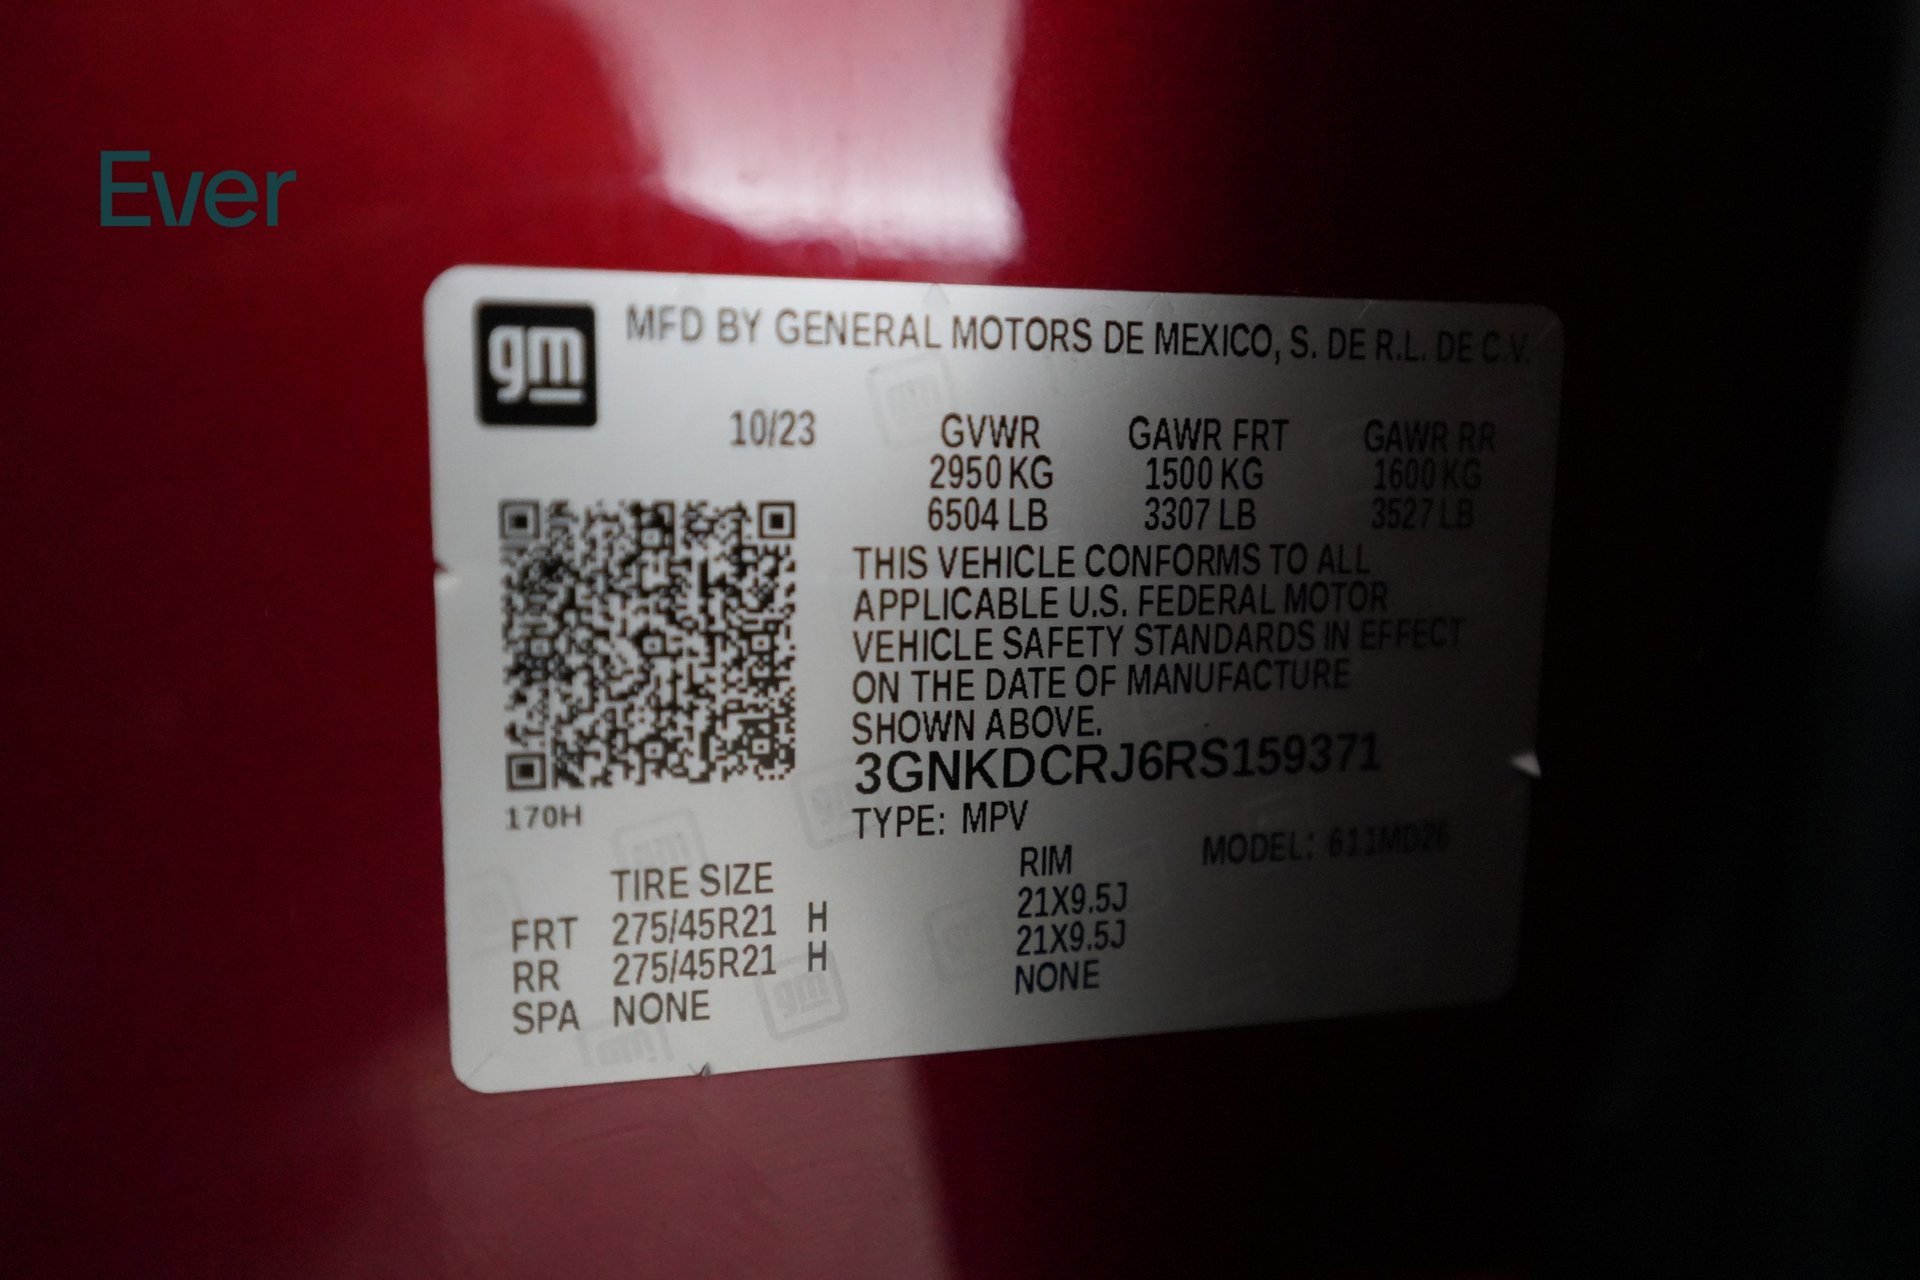 Ever
gm MFD BY GENERAL MOTORS DE MEXICO, S. DE R.L. DE C.V.
10/23 GVWR GAWR FRT GAWR RR
2950 KG 1500 KG 1600 KG
6504 LB 3307 LB 3527 LB
THIS VEHICLE CONFORMS TO ALL
APPLICABLE U.S. FEDERAL MOTOR
VEHICLE SAFETY STANDARDS IN EFFECT
ON THE DATE OF MANUFACTURE
SHOWN ABOVE.
3GNKDCRJ6RS159371
170H
TYPE: MPV
MODEL: 611MD26
TIRE SIZE RIM
FRT 275/45R21 H 21X9.5J
RR 275/45R21 H 21X9.5J
SPA NONE NONE